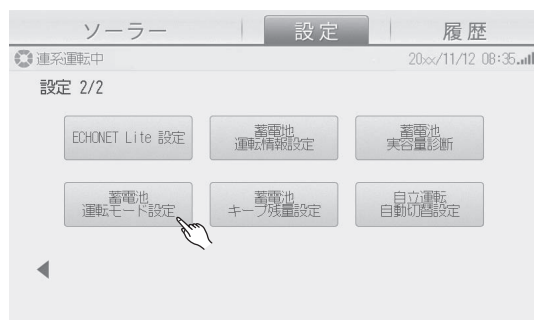 ソーラー 設定 履歴
連系運転中 20xx/11/12 08:35
設定 2/2
ECHONET Lite 設定
蓄電池
運転情報設定
蓄電池
実容量診断
蓄電池
運転モード設定
蓄電池
キープ残量設定
自立運転
自動切替設定